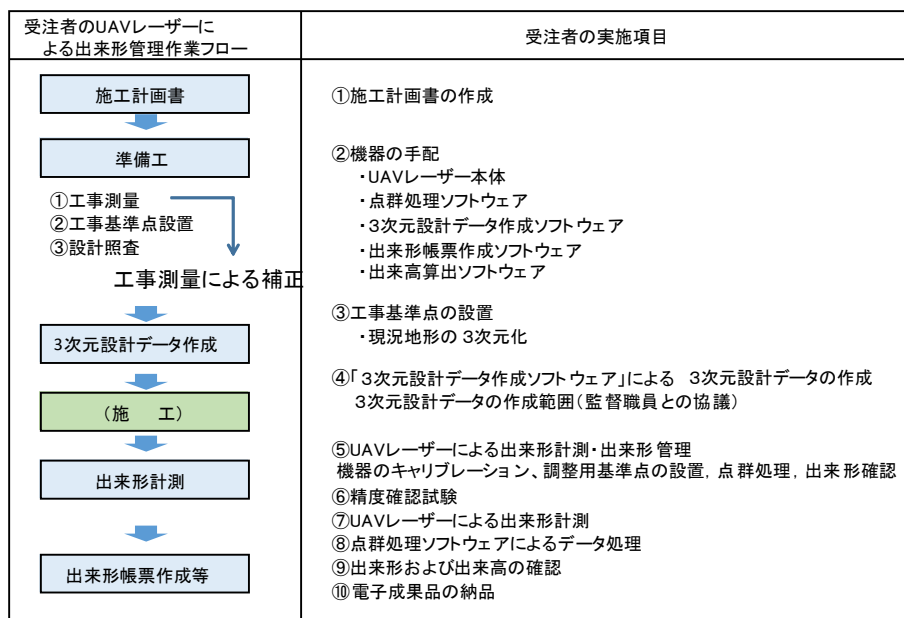 受注者のUAVレーザーに
よる出来形管理作業フロー
受注者の実施項目
施工計画書
準備工
①工事測量
②工事基準点設置
③設計照査
工事測量による補正
3次元設計データ作成
(施　工)
出来形計測
出来形帳票作成等
①施工計画書の作成
②機器の手配
・UAVレーザー本体
・点群処理ソフトウェア
・3次元設計データ作成ソフトウェア
・出来形帳票作成ソフトウェア
・出来高算出ソフトウェア
③工事基準点の設置
・現況地形の３次元化
④「３次元設計データ作成ソフトウェア」による　３次元設計データの作成
３次元設計データの作成範囲(監督職員との協議)
⑤UAVレーザーによる出来形計測・出来形管理
機器のキャリブレーション、調整用基準点の設置，点群処理，出来形確認
⑥精度確認試験
⑦UAVレーザーによる出来形計測
⑧点群処理ソフトウェアによるデータ処理
⑨出来形および出来高の確認
⑩電子成果品の納品